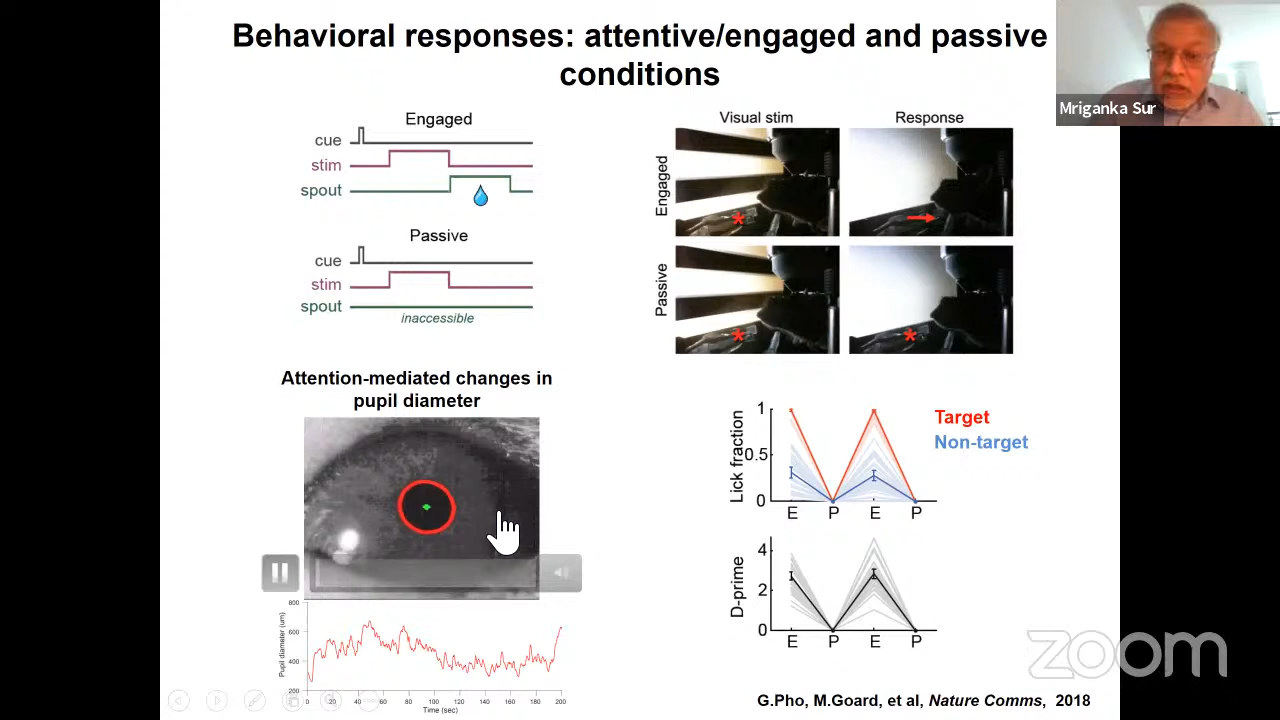 Behavioral responses: attentive/engaged and passive
conditions
Mriganka Sur
Engaged
cue
stim
spout
Passive
cue
stim
spout
inaccessible
Visual stim
Response
Engaged
Passive
Attention-mediated changes in
pupil diameter
Pupil diameter (um)
800
600
400
200
0
20
40
60
80
100
120
140
160
180
200
Time (sec)
Lick fraction
1
0.5
0
E
P
E
P
Target
Non-target
D-prime
4
2
0
E
P
E
P
zoom
G.Pho, M.Goard, et al, Nature Comms, 2018